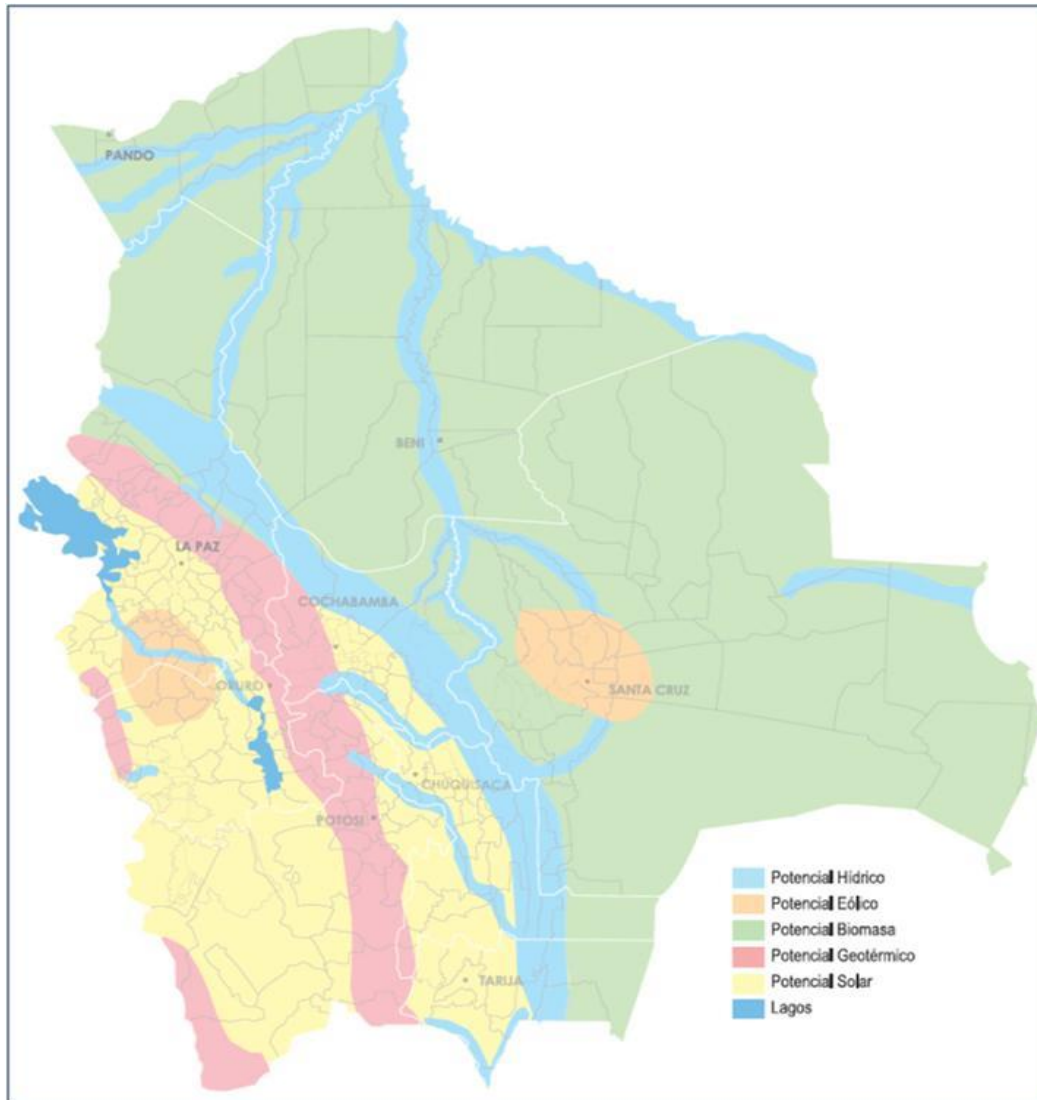 PANDO
BENI
LA PAZ
COCHABAMBA
ORURO
SANTA CRUZ
CHUQUISACA
POTOSI
TARIJA
Potencial Hídrico
Potencial Eólico
Potencial Biomasa
Potencial Geotérmico
Potencial Solar
Lagos